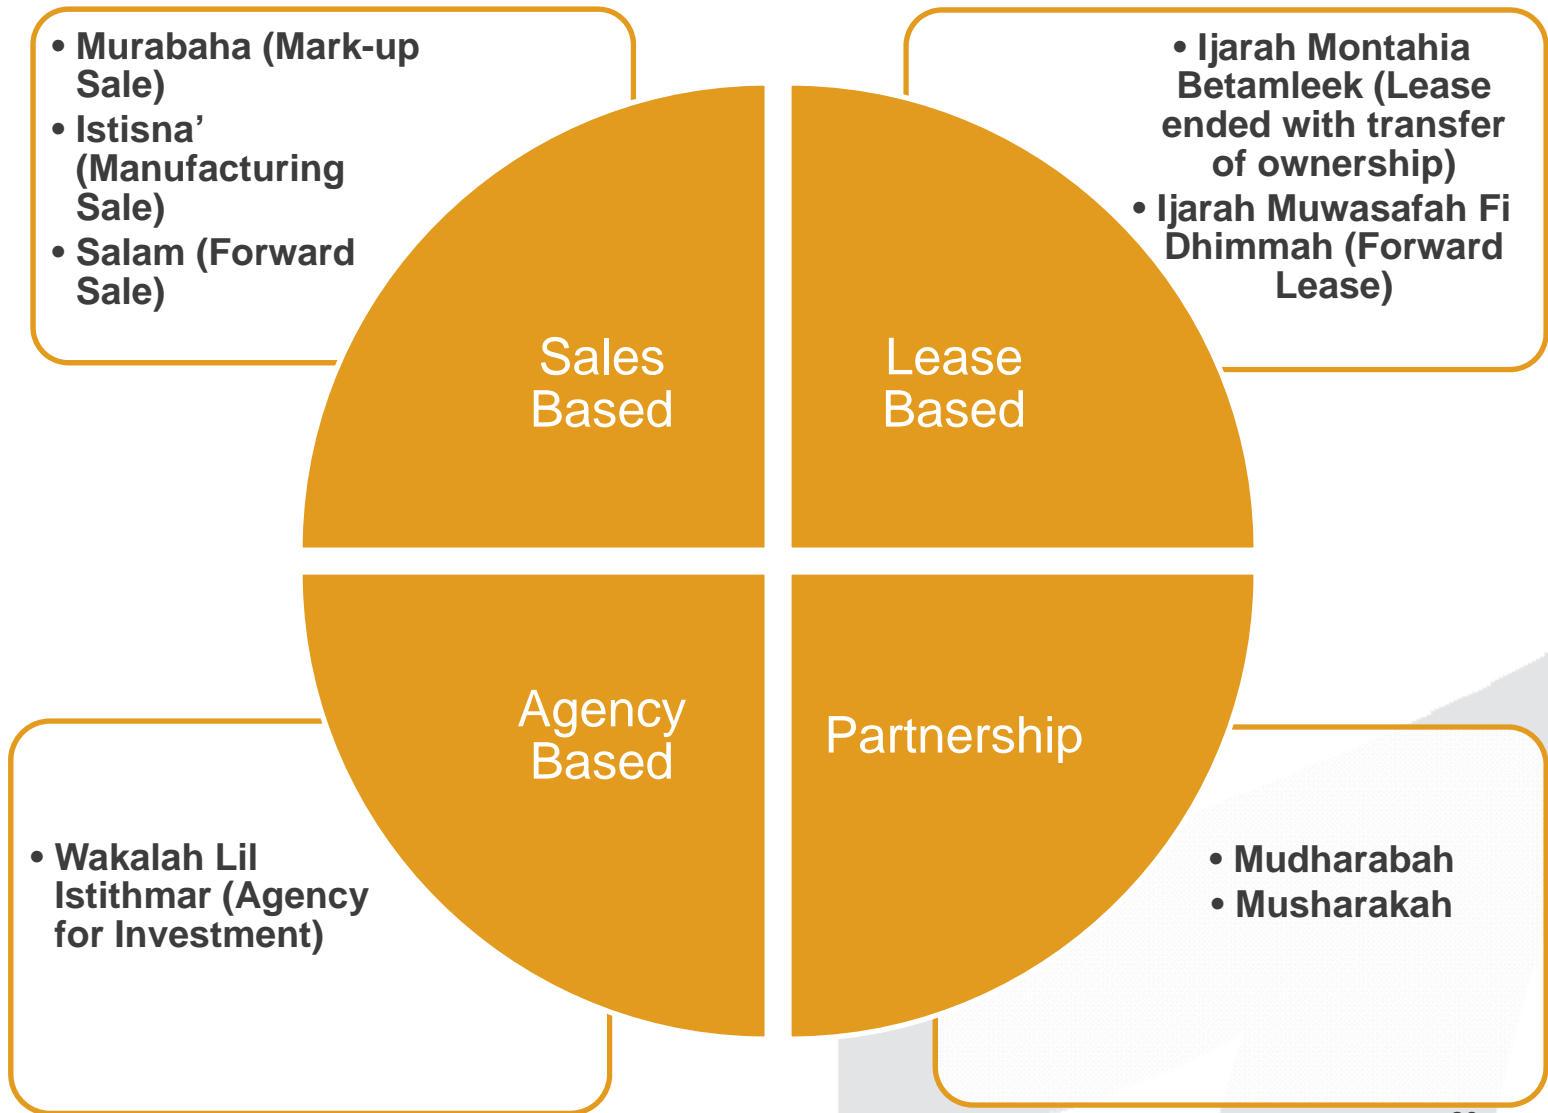 • Murabaha (Mark-up
Sale)
• Istisna’
(Manufacturing
Sale)
• Salam (Forward
Sale)
• Ijarah Montahia
Betamleek (Lease
ended with transfer
of ownership)
• Ijarah Muwasafah Fi
Dhimmah (Forward
Lease)
Sales
Based
Lease
Based
Agency
Based
Partnership
• Wakalah Lil
Istithmar (Agency
for Investment)
• Mudharabah
• Musharakah